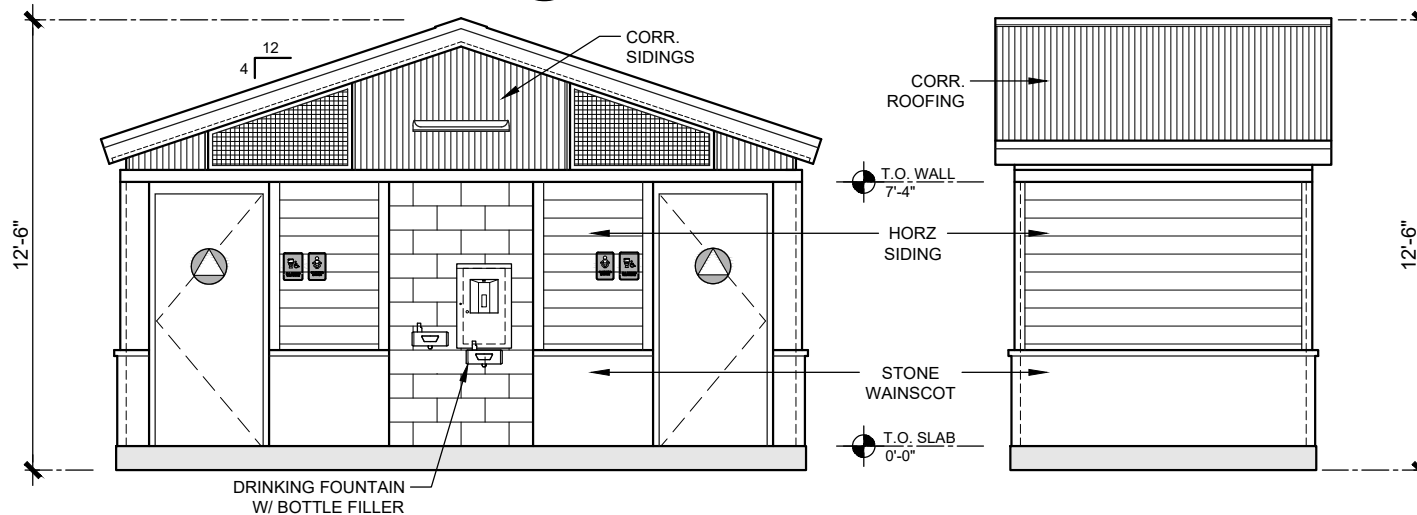 12
4
CORR.
SIDINGS
CORR.
ROOFING
T.O. WALL
7'-4"
12'-6"
HORZ
SIDING
12'-6"
STONE
WAINSCOT
T.O. SLAB
0'-0"
DRINKING FOUNTAIN
W/ BOTTLE FILLER